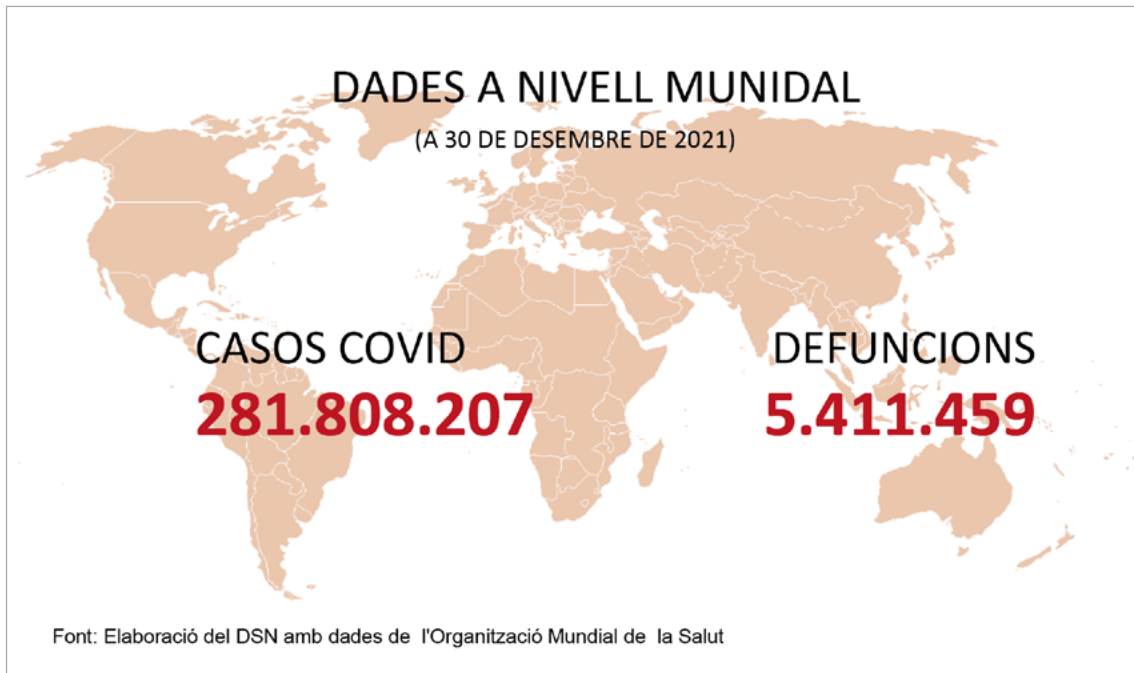 DADES A NIVELL MUNIDAL
(A 30 DE DESEMBRE DE 2021)
CASOS COVID
281.808.207
DEFUNCIONS
5.411.459
Font: Elaboració del DSN amb dades de l'Organització Mundial de la Salut